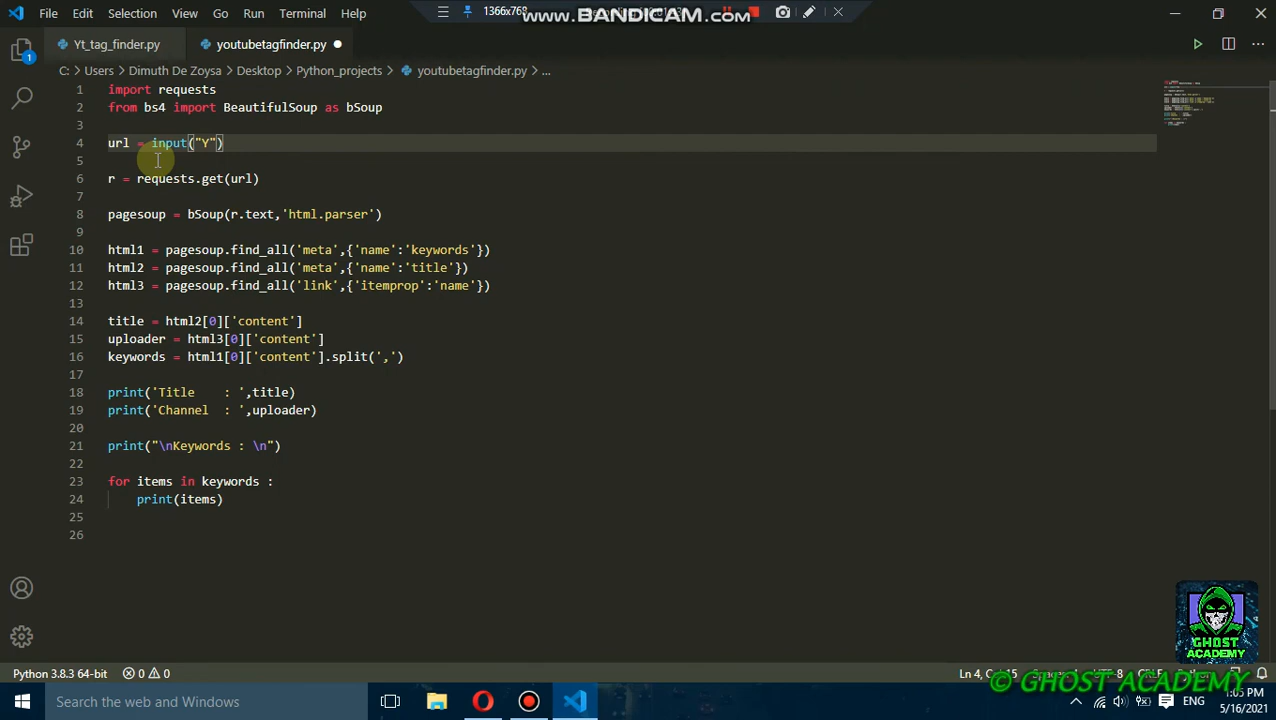 File Edit Selection View Go Run Terminal Help
1366x768
www.BANDICAM.com
Yt_tag_finder.py
youtubetagfinder.py
C: > Users > Dimuth De Zoysa > Desktop > Python_projects > youtubetagfinder.py > ...
1 import requests
2 from bs4 import BeautifulSoup as bSoup
3
4 url = input("Y")
5
6 r = requests.get(url)
7
8 pagesoup = bSoup(r.text,'html.parser')
9
10 html1 = pagesoup.find_all('meta',{'name':'keywords'})
11 html2 = pagesoup.find_all('meta',{'name':'title'})
12 html3 = pagesoup.find_all('link',{'itemprop':'name'})
13
14 title = html2[0]['content']
15 uploader = html3[0]['content']
16 keywords = html1[0]['content'].split(',')
17
18 print('Title    : ',title)
19 print('Channel  : ',uploader)
20
21 print("\nKeywords : \n")
22
23 for items in keywords :
24     print(items)
25
26
1
GHOST
ACADEMY
Python 3.8.3 64-bit 0 0
© GHOST ACADEMY
Search the web and Windows
ENG
1:05 PM
5/16/2021